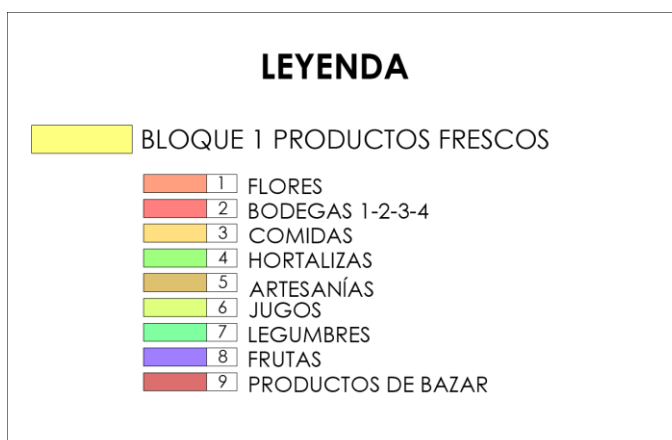 LEYENDA
BLOQUE 1 PRODUCTOS FRESCOS
1 FLORES
2 BODEGAS 1-2-3-4
3 COMIDAS
4 HORTALIZAS
5 ARTESANÍAS
6 JUGOS
7 LEGUMBRES
8 FRUTAS
9 PRODUCTOS DE BAZAR